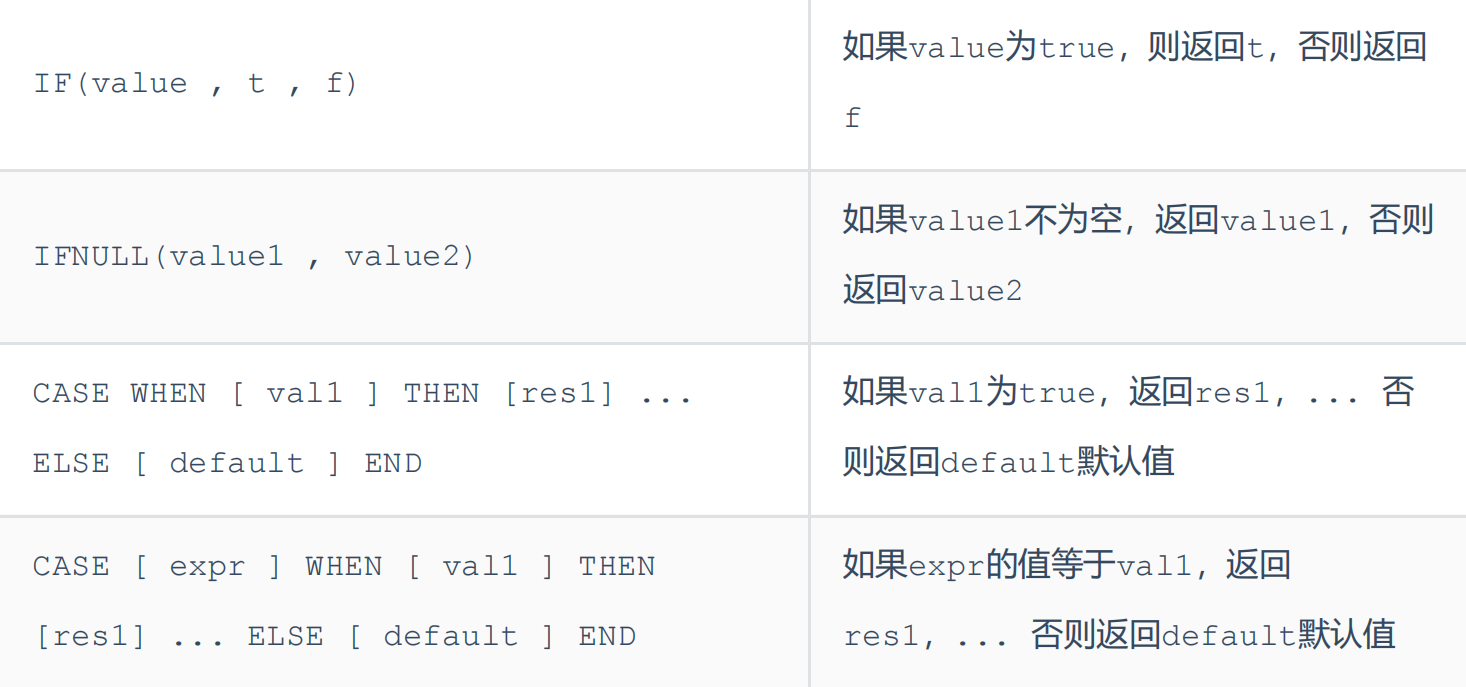 IF(value , t , f)
如果value为true，则返回t，否则返回
f
IFNULL(value1 , value2)
如果value1不为空，返回value1，否则
返回value2
CASE WHEN [ val1 ] THEN [res1] ...
ELSE [ default ] END
如果val1为true，返回res1，... 否
则返回default默认值
CASE [ expr ] WHEN [ val1 ] THEN
[res1] ... ELSE [ default ] END
如果expr的值等于val1，返回
res1，... 否则返回default默认值